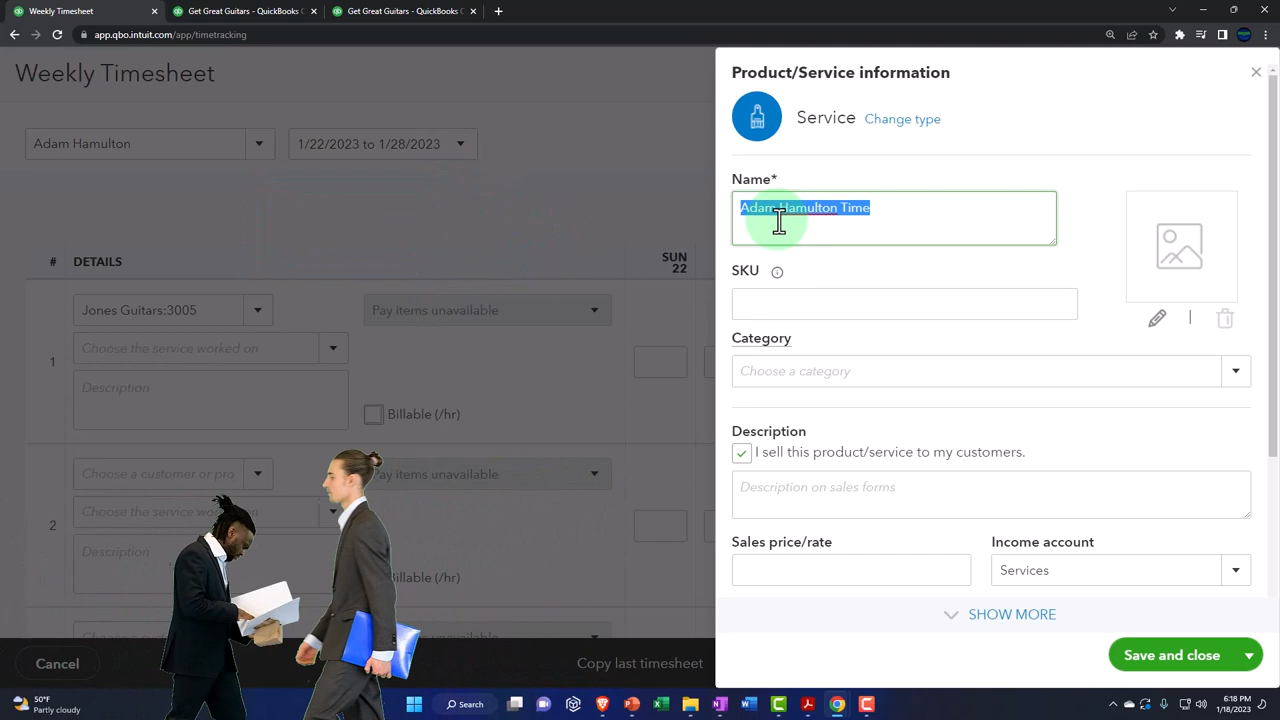 Weekly Timesheet
Get Great Guitars - QuickBooks C
Get Great Guitars - QuickBooks C
app.qbo.intuit.com/app/timetracking
Weekly Timesheet
Adam Hamulton
1/22/2023 to 1/28/2023
# DETAILS
SUN
22
1
Jones Guitars:3005
Pay items unavailable
Choose the service worked on
Description
Billable (/hr)
2
Choose a customer or pro
Pay items unavailable
Choose the service
Description
Billable (/hr)
Cancel
Copy last timesheet
Product/Service information
Service Change type
Name*
Adam Hamulton Time
SKU
Category
Choose a category
Description
I sell this product/service to my customers.
Description on sales forms
Sales price/rate
Income account
Services
SHOW MORE
Save and close
50°F
Partly cloudy
Search
6:18 PM
1/18/2023